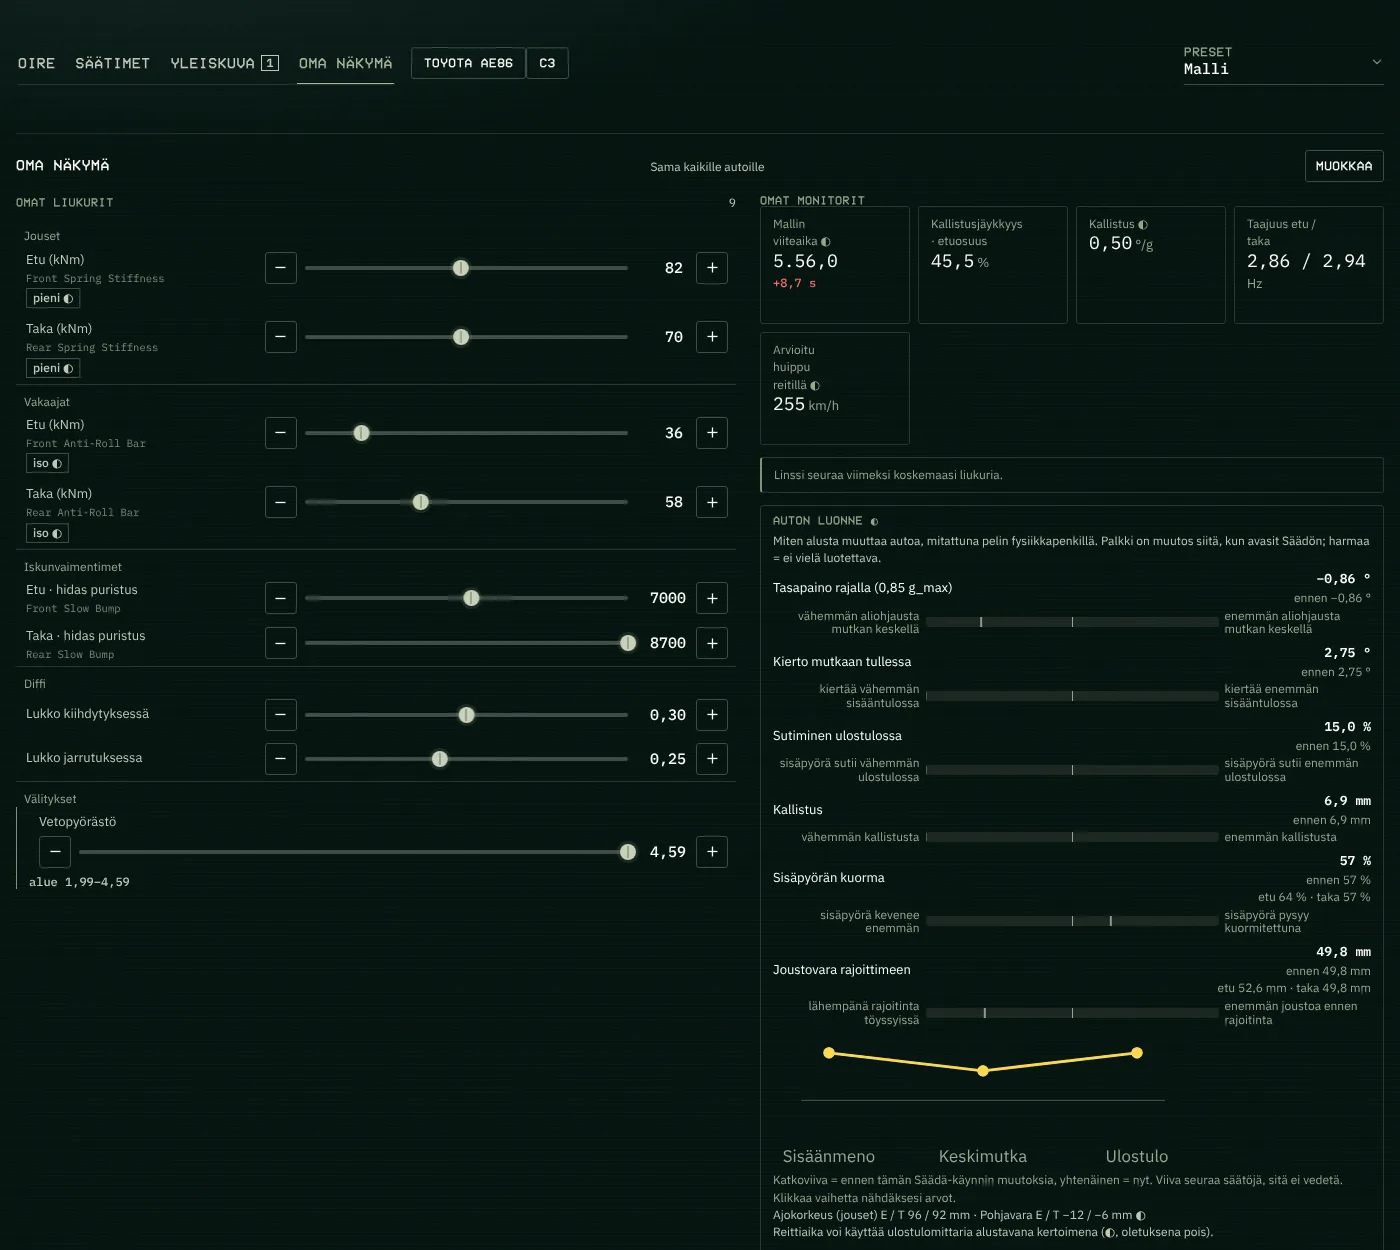 OIRE SÄÄTIMET YLEISKUVA 1 OMA NÄKYMÄ TOYOTA AE86 C3
PRESET
Malli
OMA NÄKYMÄ
Sama kaikille autoille
MUOKKAA
OMAT LIUKURIT 9
Jouset
Etu (kNm)
Front Spring Stiffness
pieni ◐
− 82 +
Taka (kNm)
Rear Spring Stiffness
pieni ◐
− 70 +
Vakaajat
Etu (kNm)
Front Anti-Roll Bar
iso ◐
− 36 +
Taka (kNm)
Rear Anti-Roll Bar
iso ◐
− 58 +
Iskunvaimentimet
Etu · hidas puristus
Front Slow Bump
− 7000 +
Taka · hidas puristus
Rear Slow Bump
− 8700 +
Diffi
Lukko kiihdytyksessä
− 0,30 +
Lukko jarrutuksessa
− 0,25 +
Välitykset
Vetopyörästö
− 4,59 +
alue 1,99–4,59
OMAT MONITORIT
Mallin
viiteaika ◐
5.56,0
+8,7 s
Kallistusjäykkyys
· etuosuus
45,5 %
Kallistus ◐
0,50 °/g
Taajuus etu /
taka
2,86 / 2,94
Hz
Arvioitu
huippu
reitillä ◐
255 km/h
Linssi seuraa viimeksi koskemaasi liukuria.
AUTON LUONNE ◐
Miten alusta muuttaa autoa, mitattuna pelin fysiikkapenkillä. Palkki on muutos siitä, kun avasit Säädön; harmaa
= ei vielä luotettava.
Tasapaino rajalla (0,85 g_max)
−0,86 °
ennen −0,86 °
vähemmän aliohjausta
mutkan keskellä
enemmän aliohjausta
mutkan keskellä
Kierto mutkaan tullessa
2,75 °
ennen 2,75 °
kiertää vähemmän
sisääntulossa
kiertää enemmän
sisääntulossa
Sutiminen ulostulossa
15,0 %
ennen 15,0 %
sisäpyörä sutii vähemmän
ulostulossa
sisäpyörä sutii enemmän
ulostulossa
Kallistus
6,9 mm
ennen 6,9 mm
vähemmän kallistusta
enemmän kallistusta
Sisäpyörän kuorma
57 %
ennen 57 %
etu 64 % · taka 57 %
sisäpyörä kevenee
enemmän
sisäpyörä pysyy
kuormitettuna
Joustovara rajoittimeen
49,8 mm
ennen 49,8 mm
etu 52,6 mm · taka 49,8 mm
lähempänä rajoitinta
töyssyissä
enemmän joustoa ennen
rajoitinta
Sisäänmeno Keskimutka Ulostulo
Katkoviiva = ennen tämän Säädä-käynnin muutoksia, yhtenäinen = nyt. Viiva seuraa säätöjä, sitä ei vedetä.
Klikkaa vaihetta nähdäksesi arvot.
Ajokorkeus (jouset) E / T 96 / 92 mm · Pohjavara E / T −12 / −6 mm ◐
Reittiaika voi käyttää ulostulomittaria alustavana kertoimena (◐, oletuksena pois).